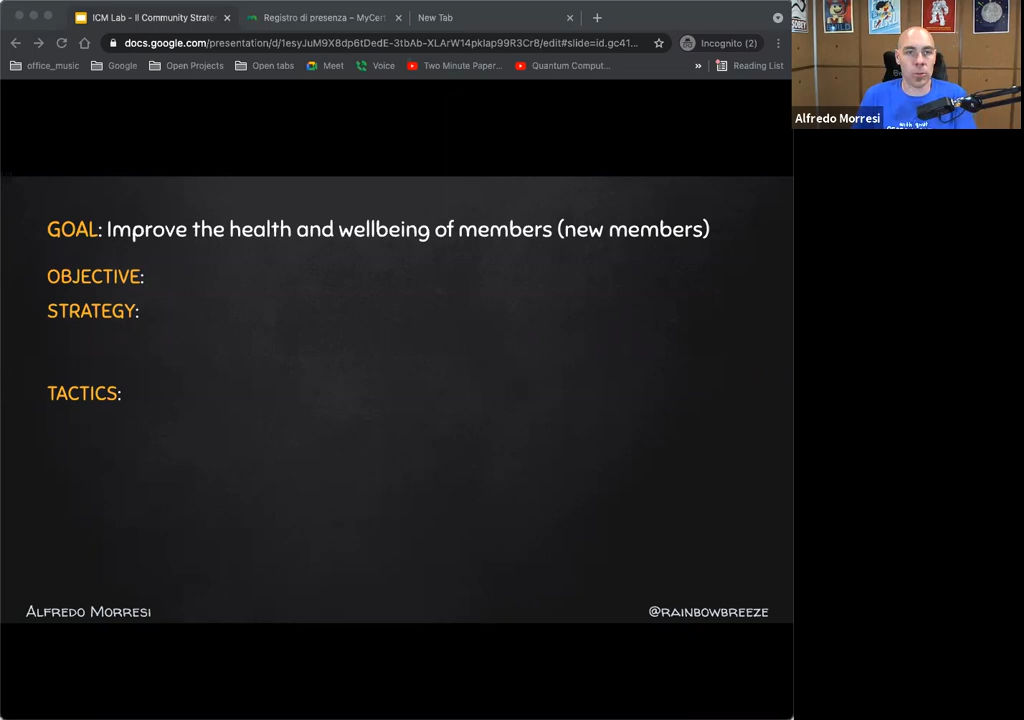 ICM Lab - Il Community Strate
Registro di presenza – MyCert
New Tab
docs.google.com/presentation/d/1esyJuM9X8dp6tDedE-3tbAb-XLArW14pklap99R3Cr8/edit#slide=id.gc41...
Incognito (2)
office_music
Google
Open Projects
Open tabs
Meet
Voice
Two Minute Paper...
Quantum Comput...
»
Reading List
Alfredo Morresi
GOAL: Improve the health and wellbeing of members (new members)
OBJECTIVE:
STRATEGY:
TACTICS:
Alfredo Morresi
@rainbowbreeze